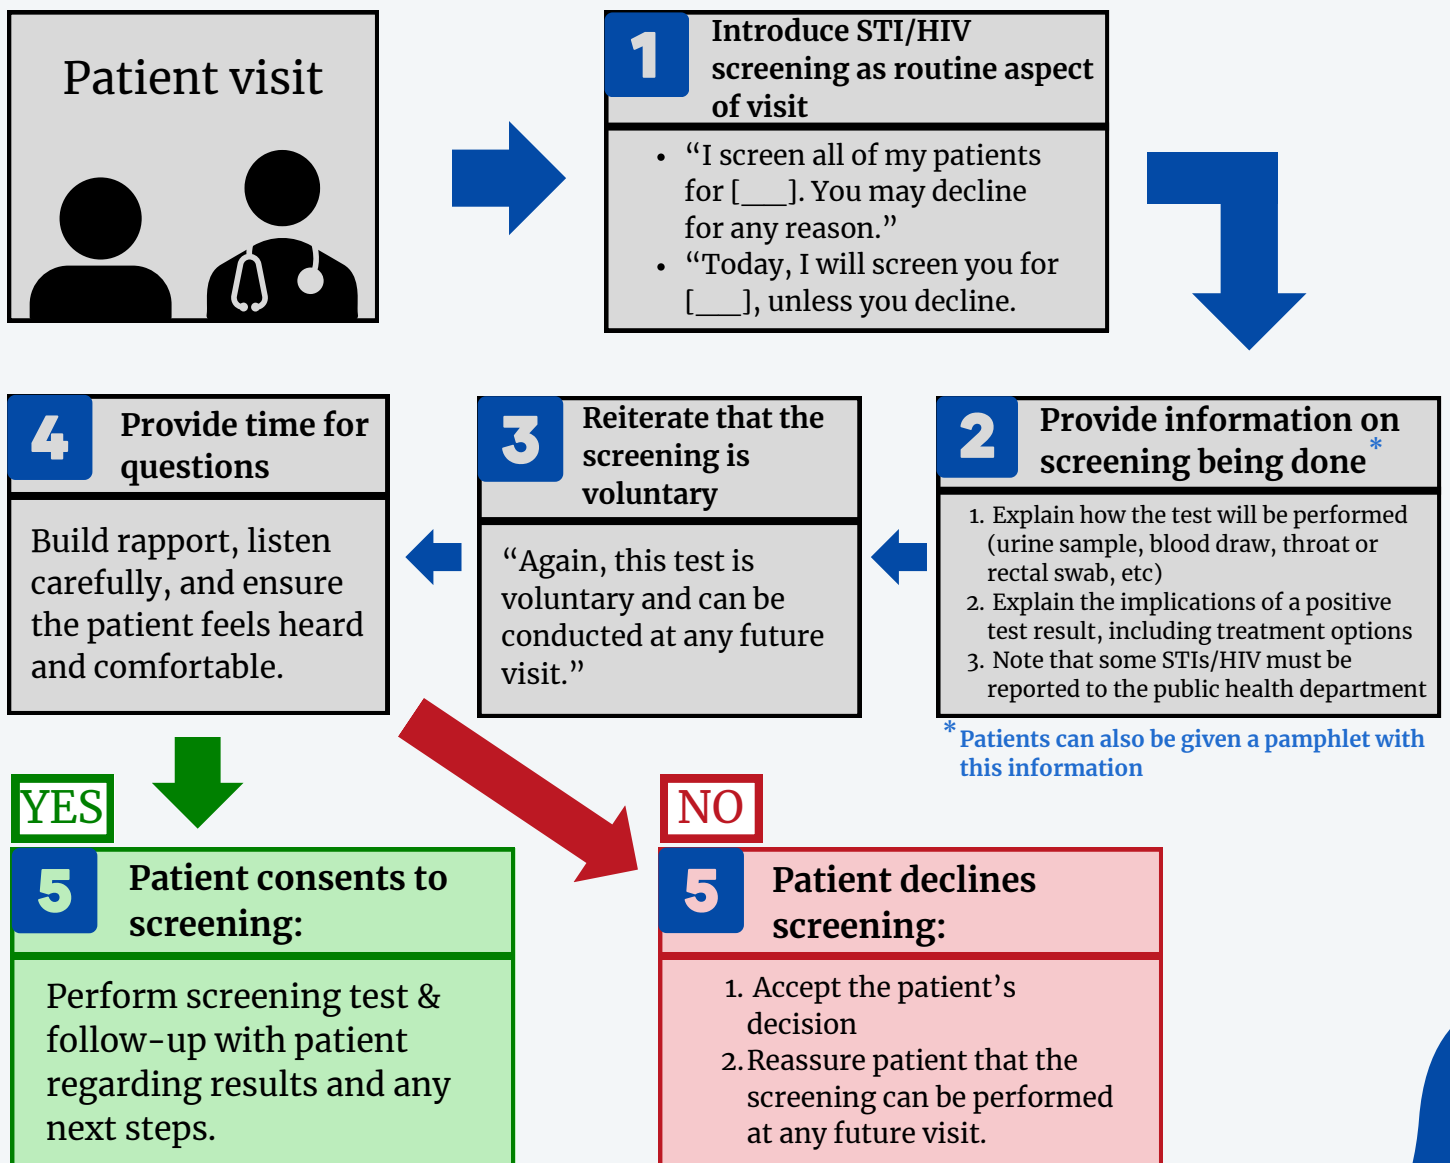 Patient visit
1
Introduce STI/HIV
screening as routine aspect
of visit
• “I screen all of my patients
for [___]. You may decline
for any reason.”
• “Today, I will screen you for
[___], unless you decline.
2
Provide information on
screening being done*
1. Explain how the test will be performed
(urine sample, blood draw, throat or
rectal swab, etc)
2. Explain the implications of a positive
test result, including treatment options
3. Note that some STIs/HIV must be
reported to the public health department
*Patients can also be given a pamphlet with
this information
3
Reiterate that the
screening is
voluntary
“Again, this test is
voluntary and can be
conducted at any future
visit.”
4
Provide time for
questions
Build rapport, listen
carefully, and ensure
the patient feels heard
and comfortable.
YES
5
Patient consents to
screening:
Perform screening test &
follow-up with patient
regarding results and any
next steps.
NO
5
Patient declines
screening:
1. Accept the patient’s
decision
2. Reassure patient that the
screening can be performed
at any future visit.